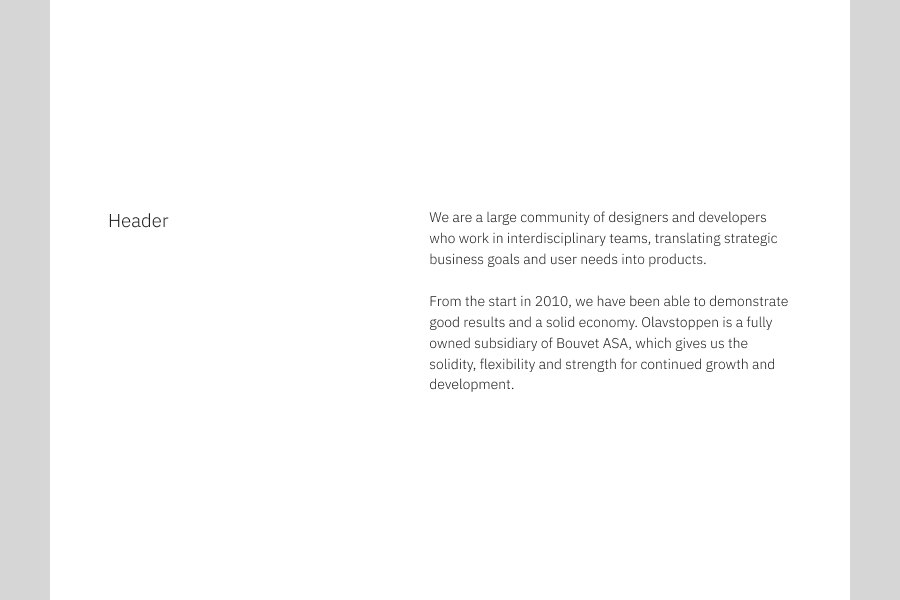 Header
We are a large community of designers and developers
who work in interdisciplinary teams, translating strategic
business goals and user needs into products.
From the start in 2010, we have been able to demonstrate
good results and a solid economy. Olavstoppen is a fully
owned subsidiary of Bouvet ASA, which gives us the
solidity, flexibility and strength for continued growth and
development.